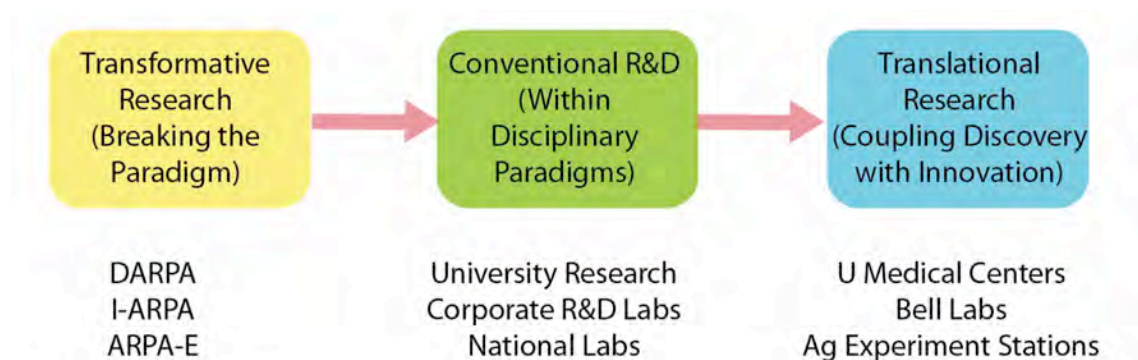 Transformative
Research
(Breaking the
Paradigm)
Conventional R&D
(Within
Disciplinary
Paradigms)
Translational
Research
(Coupling Discovery
with Innovation)
DARPA
I-ARPA
ARPA-E
University Research
Corporate R&D Labs
National Labs
U Medical Centers
Bell Labs
Ag Experiment Stations